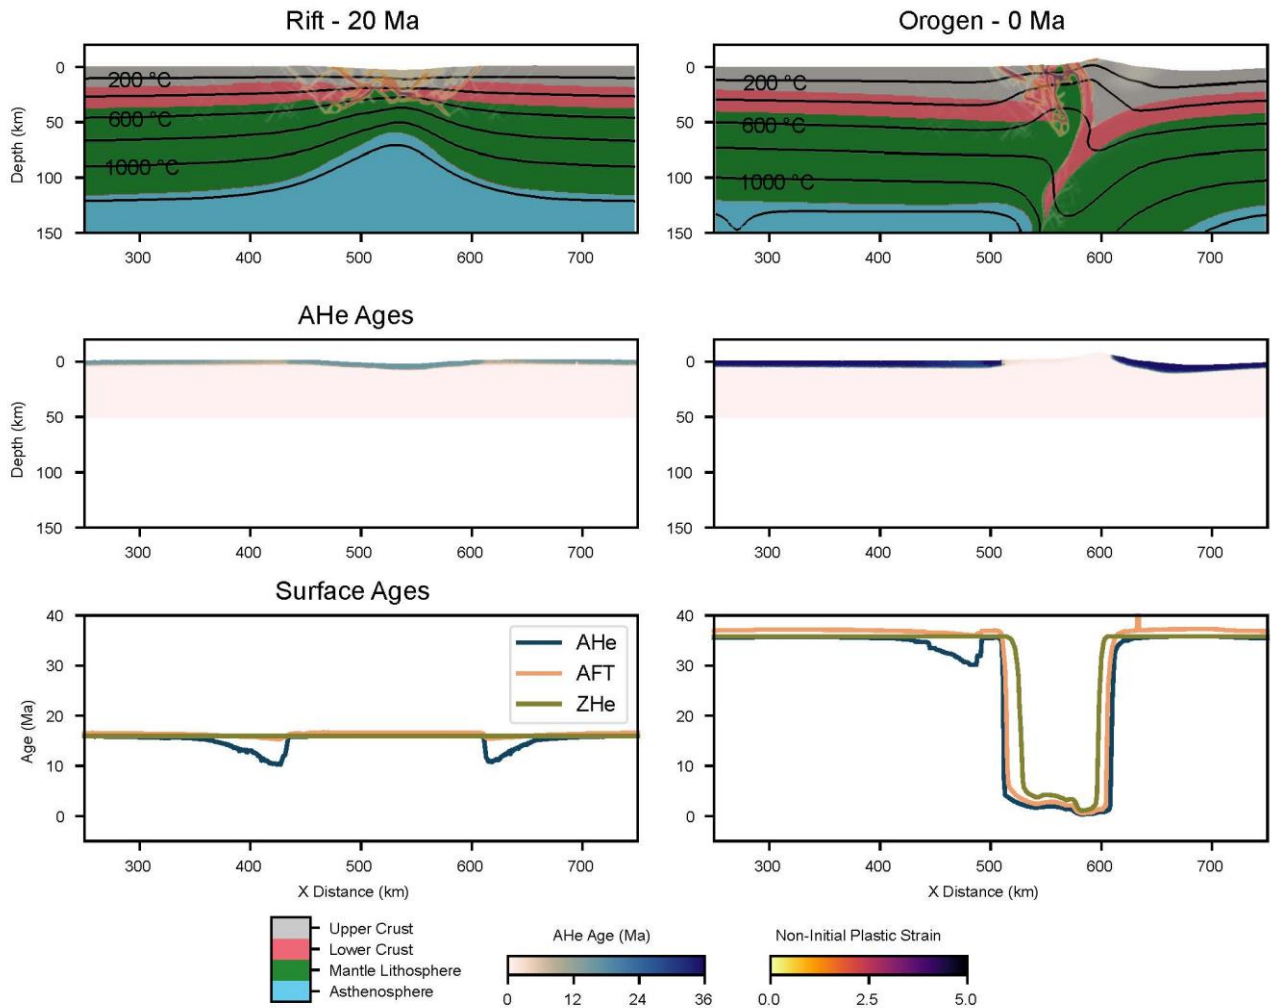 Rift - 20 Ma
Orogen - 0 Ma
Depth (km)
0
50
100
150
200 °C
600 °C
1000 °C
300 400 500 600 700
0
50
100
150
200 °C
600 °C
1000 °C
300 400 500 600 700
AHe Ages
Depth (km)
0
50
100
150
300 400 500 600 700
0
50
100
150
300 400 500 600 700
Surface Ages
Age (Ma)
40
30
20
10
0
AHe
AFT
ZHe
300 400 500 600 700
X Distance (km)
40
30
20
10
0
300 400 500 600 700
X Distance (km)
Upper Crust
Lower Crust
Mantle Lithosphere
Asthenosphere
AHe Age (Ma)
0 12 24 36
Non-Initial Plastic Strain
0.0 2.5 5.0